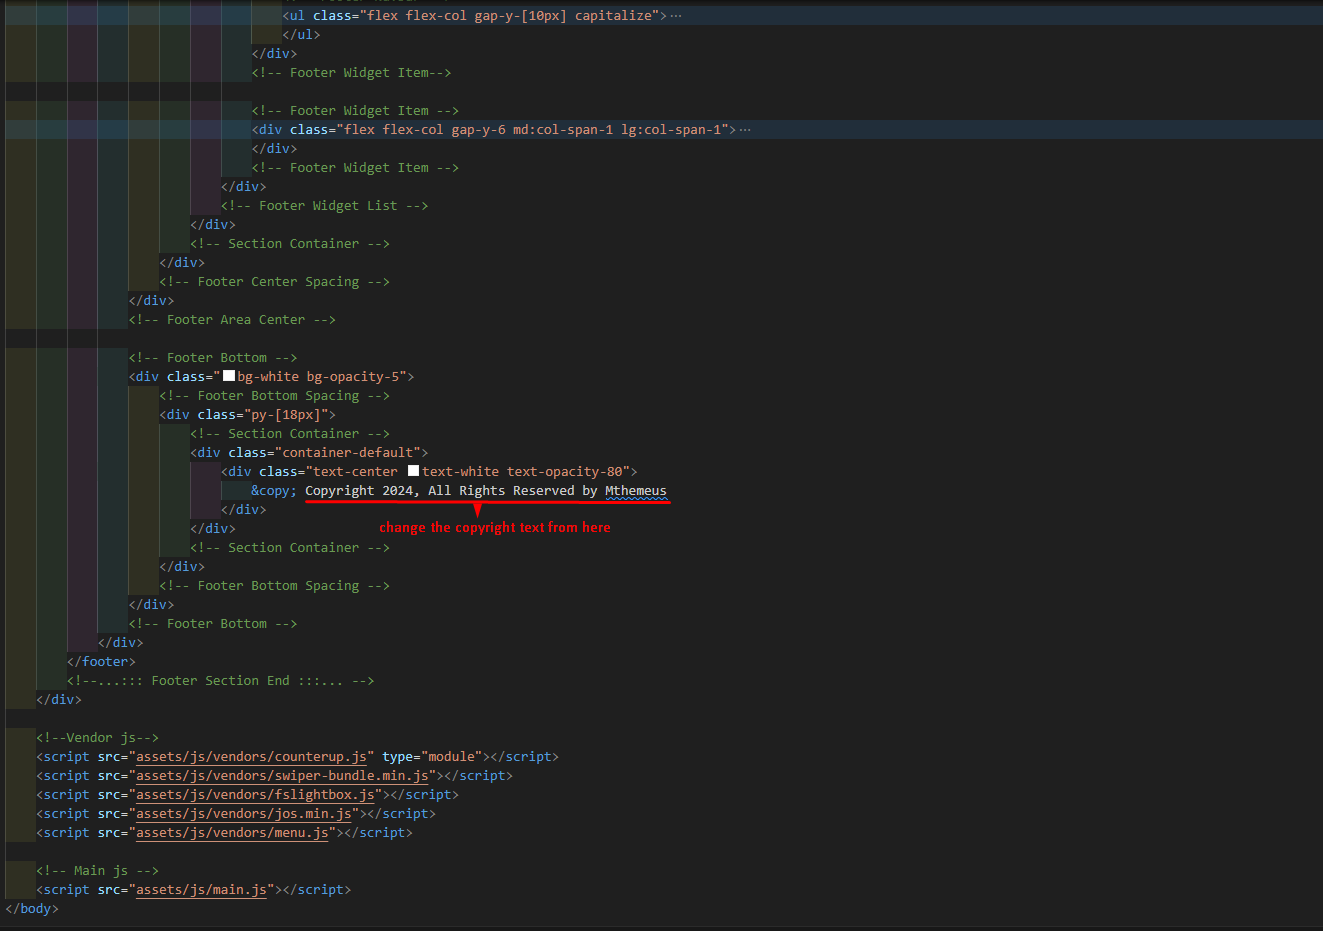 <ul class="flex flex-col gap-y-[10px] capitalize">···
</ul>
</div>
<!-- Footer Widget Item-->
<!-- Footer Widget Item -->
<div class="flex flex-col gap-y-6 md:col-span-1 lg:col-span-1">···
</div>
<!-- Footer Widget Item -->
</div>
<!-- Footer Widget List -->
</div>
<!-- Section Container -->
</div>
<!-- Footer Center Spacing -->
</div>
<!-- Footer Area Center -->
<!-- Footer Bottom -->
<div class="bg-white bg-opacity-5">
<!-- Footer Bottom Spacing -->
<div class="py-[18px]">
<!-- Section Container -->
<div class="container-default">
<div class="text-center text-white text-opacity-80">
&copy; Copyright 2024, All Rights Reserved by Mthemeus
</div>
change the copyright text from here
</div>
<!-- Section Container -->
</div>
<!-- Footer Bottom Spacing -->
</div>
<!-- Footer Bottom -->
</div>
</footer>
<!--...::: Footer Section End :::... -->
</div>
<!--Vendor js-->
<script src="assets/js/vendors/counterup.js" type="module"></script>
<script src="assets/js/vendors/swiper-bundle.min.js"></script>
<script src="assets/js/vendors/fslightbox.js"></script>
<script src="assets/js/vendors/jos.min.js"></script>
<script src="assets/js/vendors/menu.js"></script>
<!-- Main js -->
<script src="assets/js/main.js"></script>
</body>